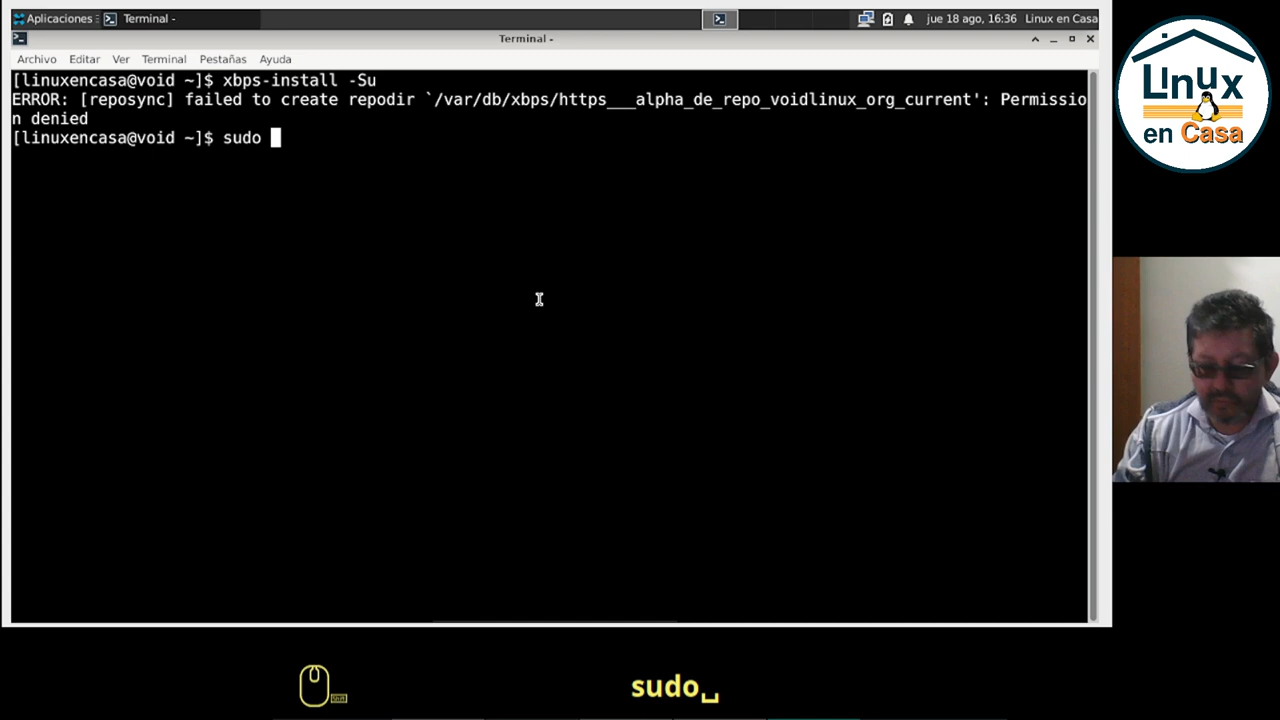 Aplicaciones
Terminal -
jue 18 ago, 16:36
Linux en Casa
Terminal -
Archivo Editar Ver Terminal Pestañas Ayuda
[linuxencasa@void ~]$ xbps-install -Su
ERROR: [reposync] failed to create repodir `/var/db/xbps/https___alpha_de_repo_voidlinux_org_current': Permissio
n denied
[linuxencasa@void ~]$ sudo
LInUx
en Casa
sudo␣